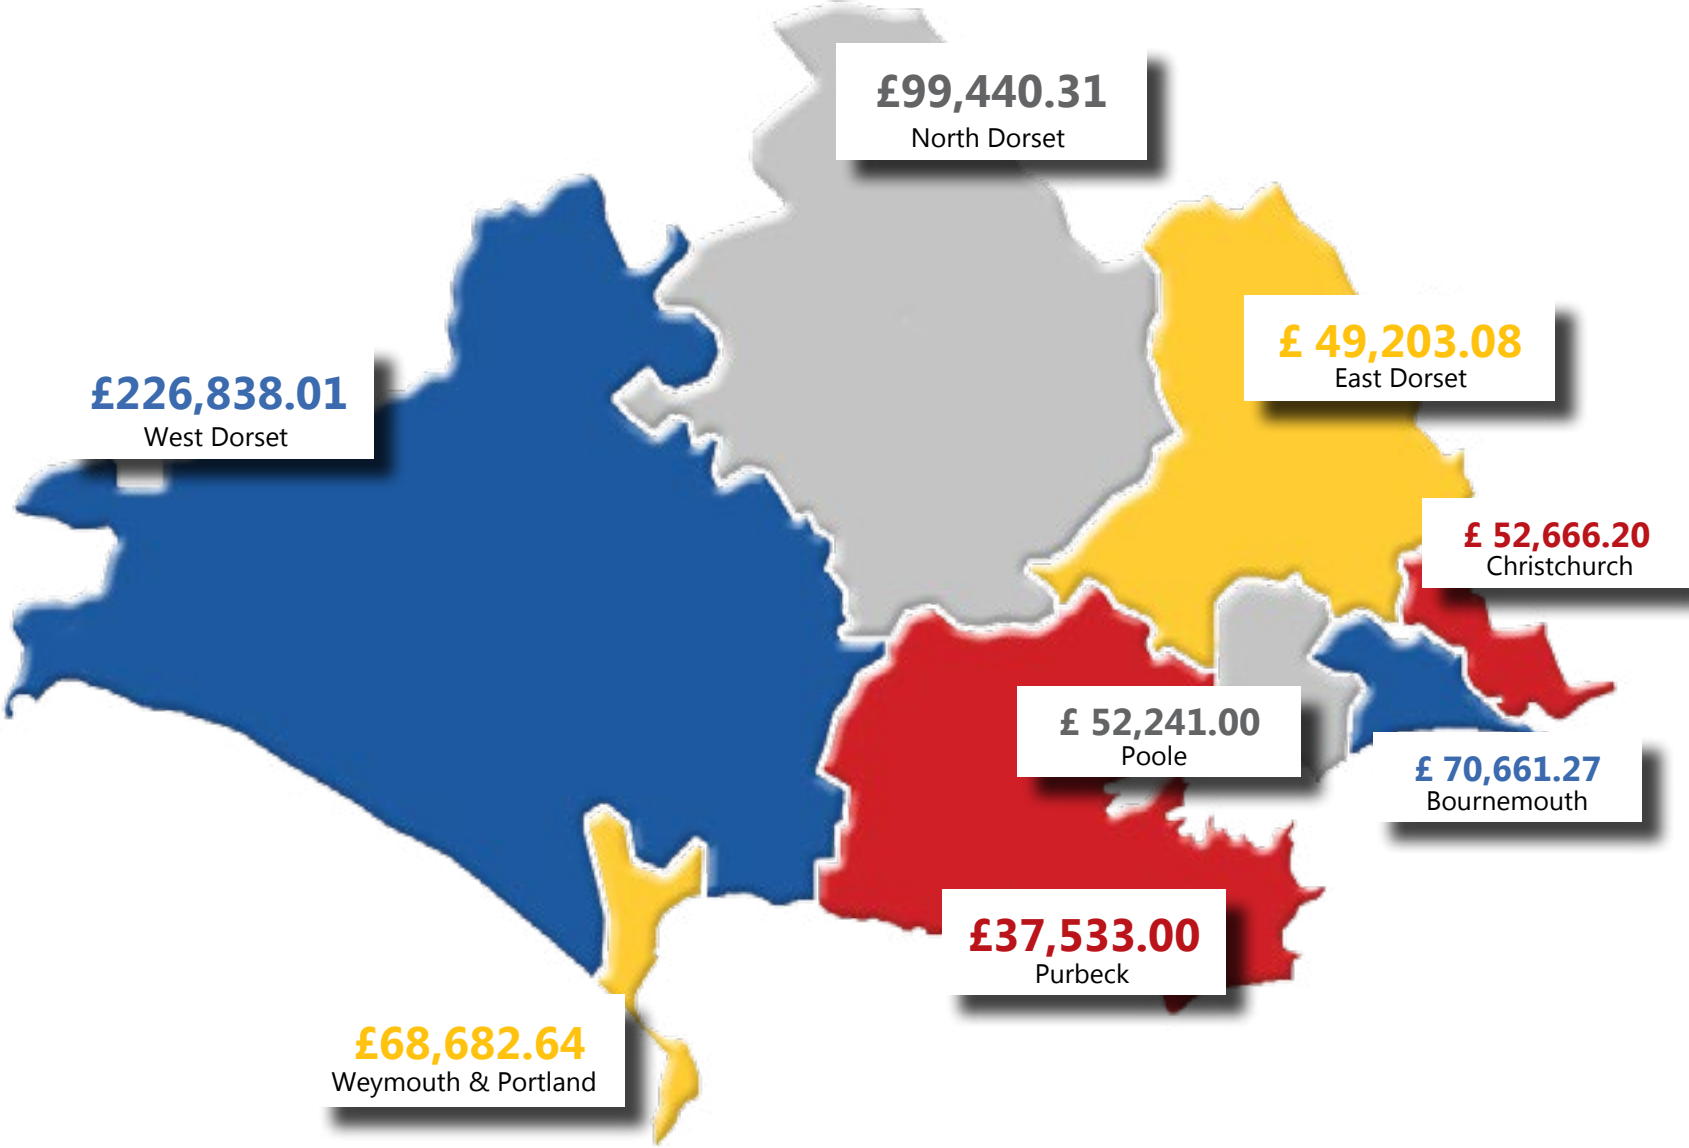 £99,440.31
North Dorset
£ 49,203.08
East Dorset
£226,838.01
West Dorset
£ 52,666.20
Christchurch
£ 52,241.00
Poole
£ 70,661.27
Bournemouth
£37,533.00
Purbeck
£68,682.64
Weymouth & Portland